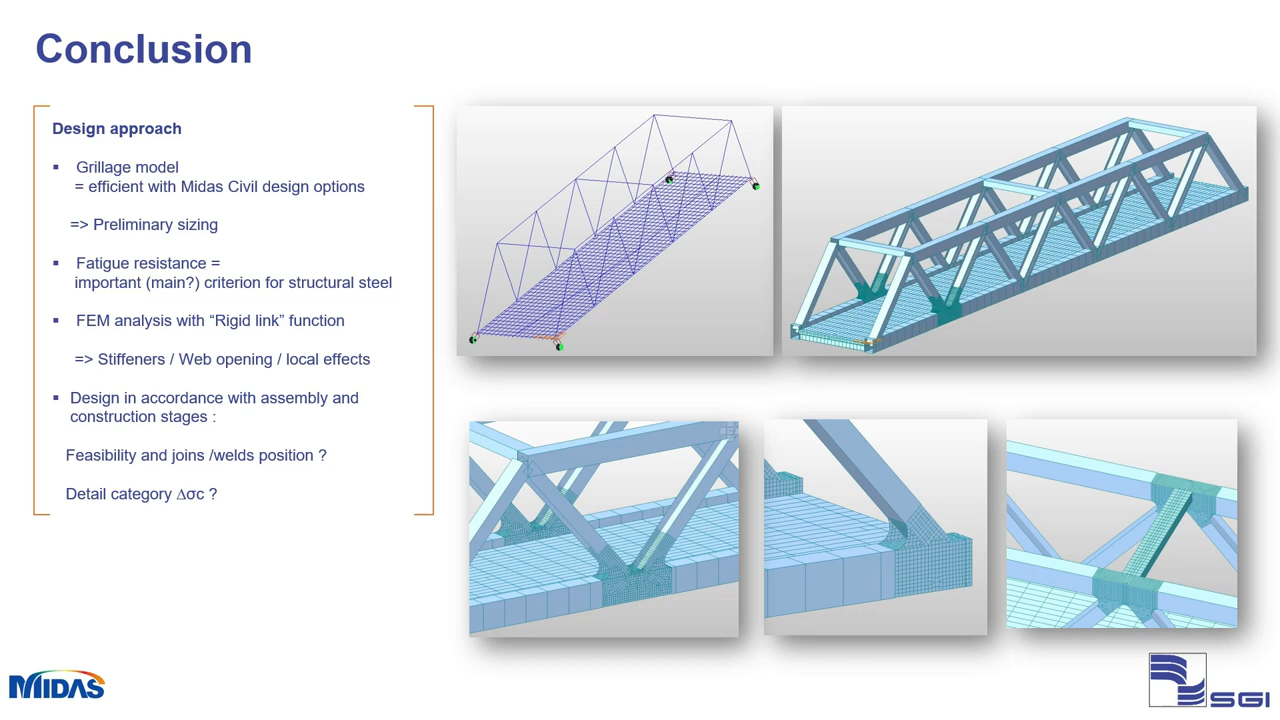 Conclusion
Design approach
▪ Grillage model
= efficient with Midas Civil design options
=> Preliminary sizing
▪ Fatigue resistance =
important (main?) criterion for structural steel
▪ FEM analysis with “Rigid link” function
=> Stiffeners / Web opening / local effects
▪ Design in accordance with assembly and
construction stages :
Feasibility and joins /welds position ?
Detail category Δσc ?
MIDAS
SGI